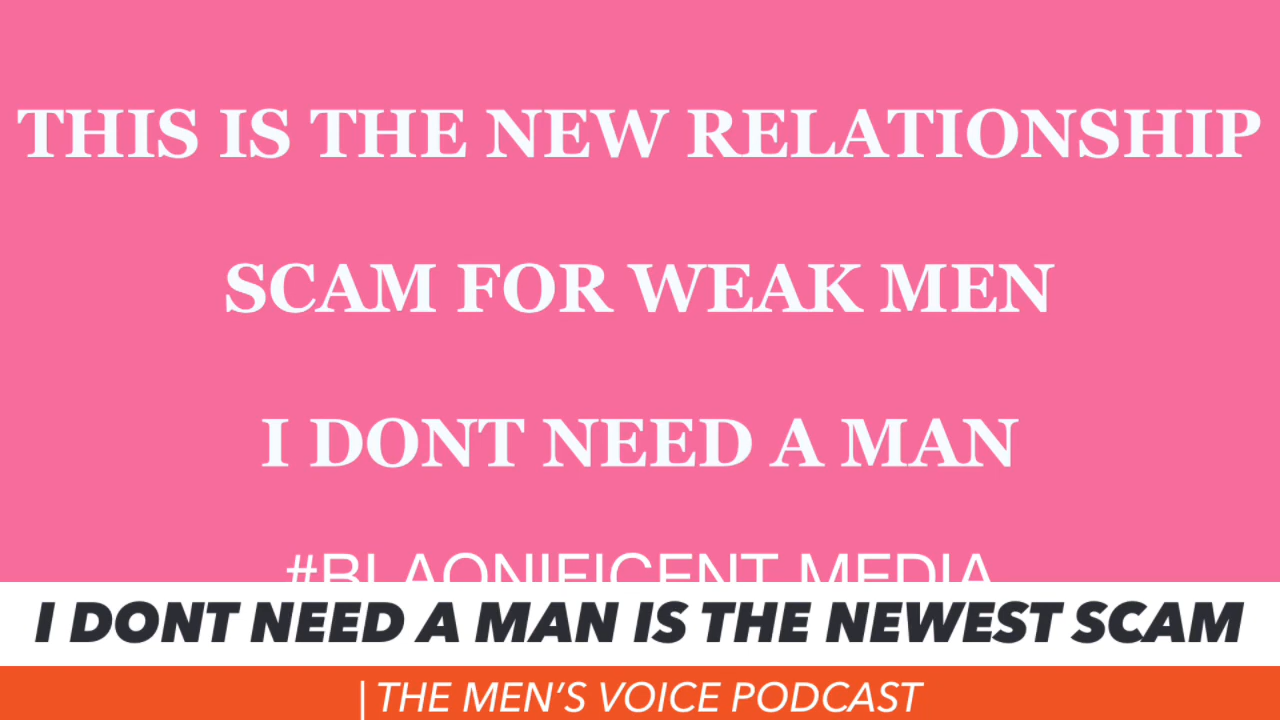 THIS IS THE NEW RELATIONSHIP
SCAM FOR WEAK MEN
I DONT NEED A MAN
#BLAQNIFICENT MEDIA
I DONT NEED A MAN IS THE NEWEST SCAM
| THE MEN'S VOICE PODCAST